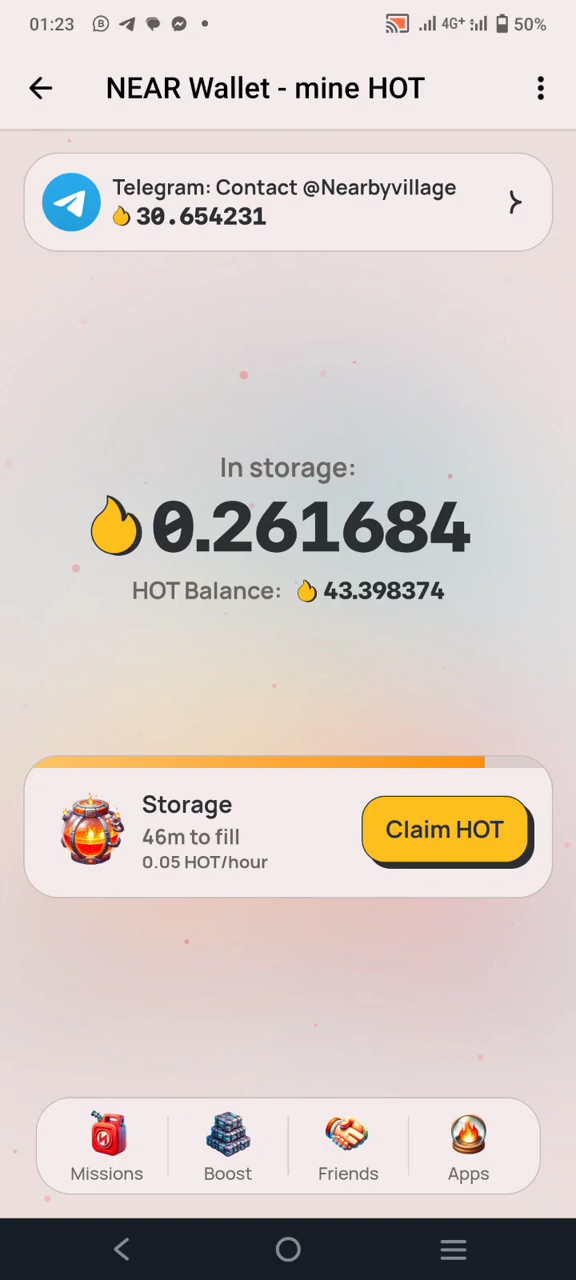 01:23
4G+
50%
NEAR Wallet - mine HOT
Telegram: Contact @Nearbyvillage
30.654231
In storage:
0.261684
HOT Balance: 43.398374
Storage
46m to fill
0.05 HOT/hour
Claim HOT
Missions
Boost
Friends
Apps